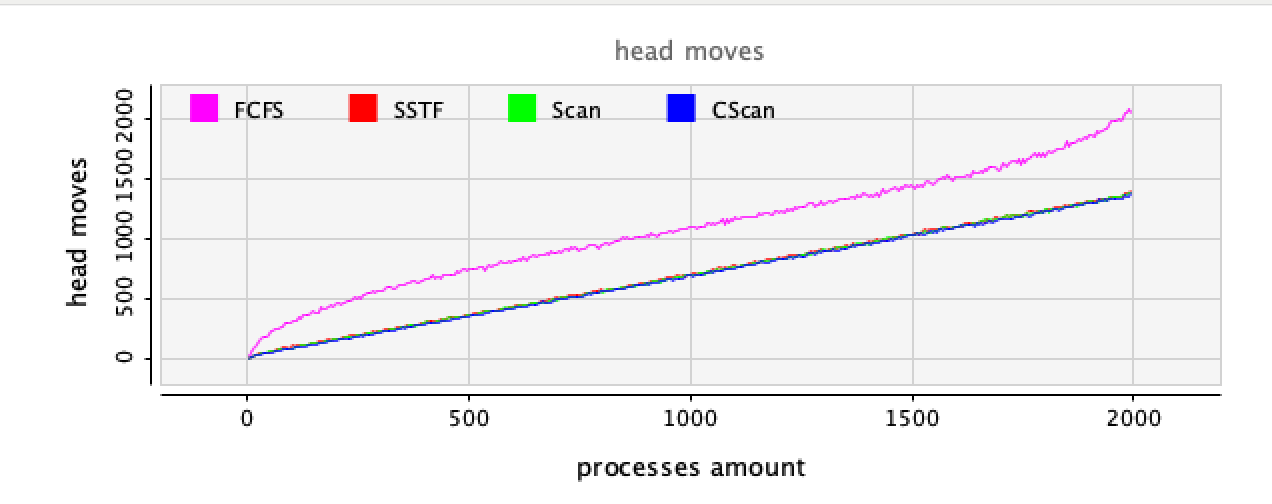 head moves
FCFS SSTF Scan CScan
head moves
2000
1500
1000
500
0
0 500 1000 1500 2000
processes amount